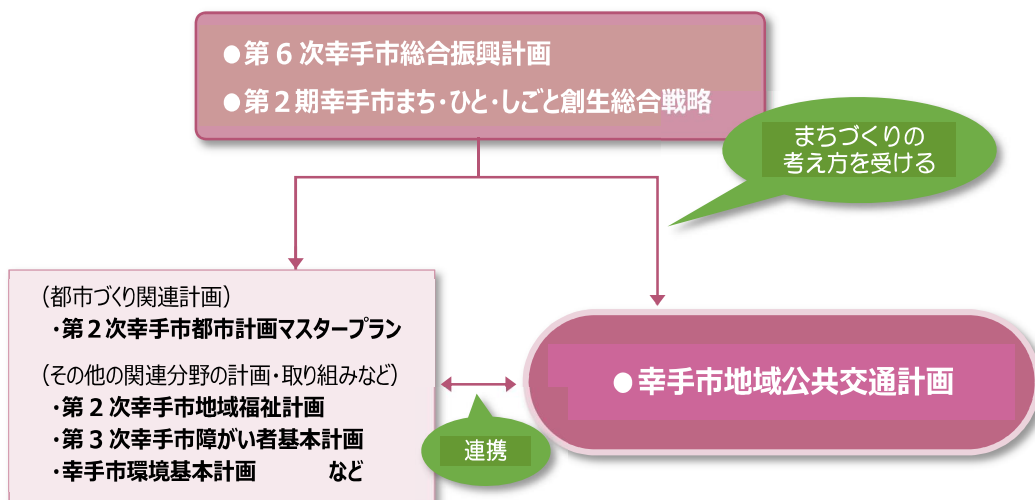 ●第6次幸手市総合振興計画
●第2期幸手市まち・ひと・しごと創生総合戦略
まちづくりの
考え方を受ける
(都市づくり関連計画)
・第2次幸手市都市計画マスタープラン
(その他の関連分野の計画・取り組みなど)
・第2次幸手市地域福祉計画
・第3次幸手市障がい者基本計画
・幸手市環境基本計画 など
連携
●幸手市地域公共交通計画